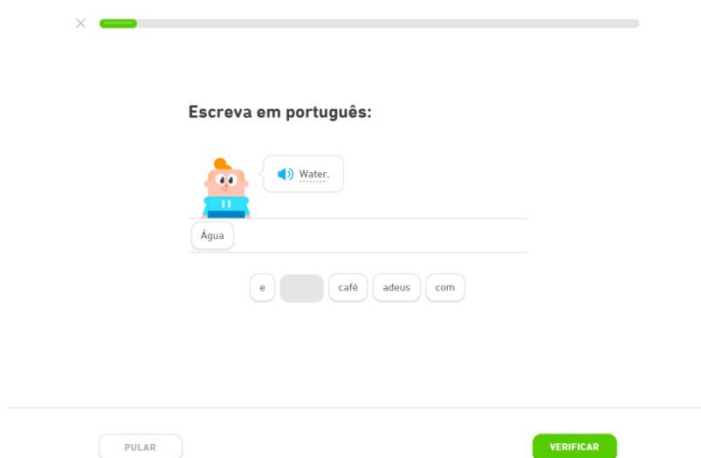 Escreva em português:
Water.
Água
e café adeus com
PULAR VERIFICAR